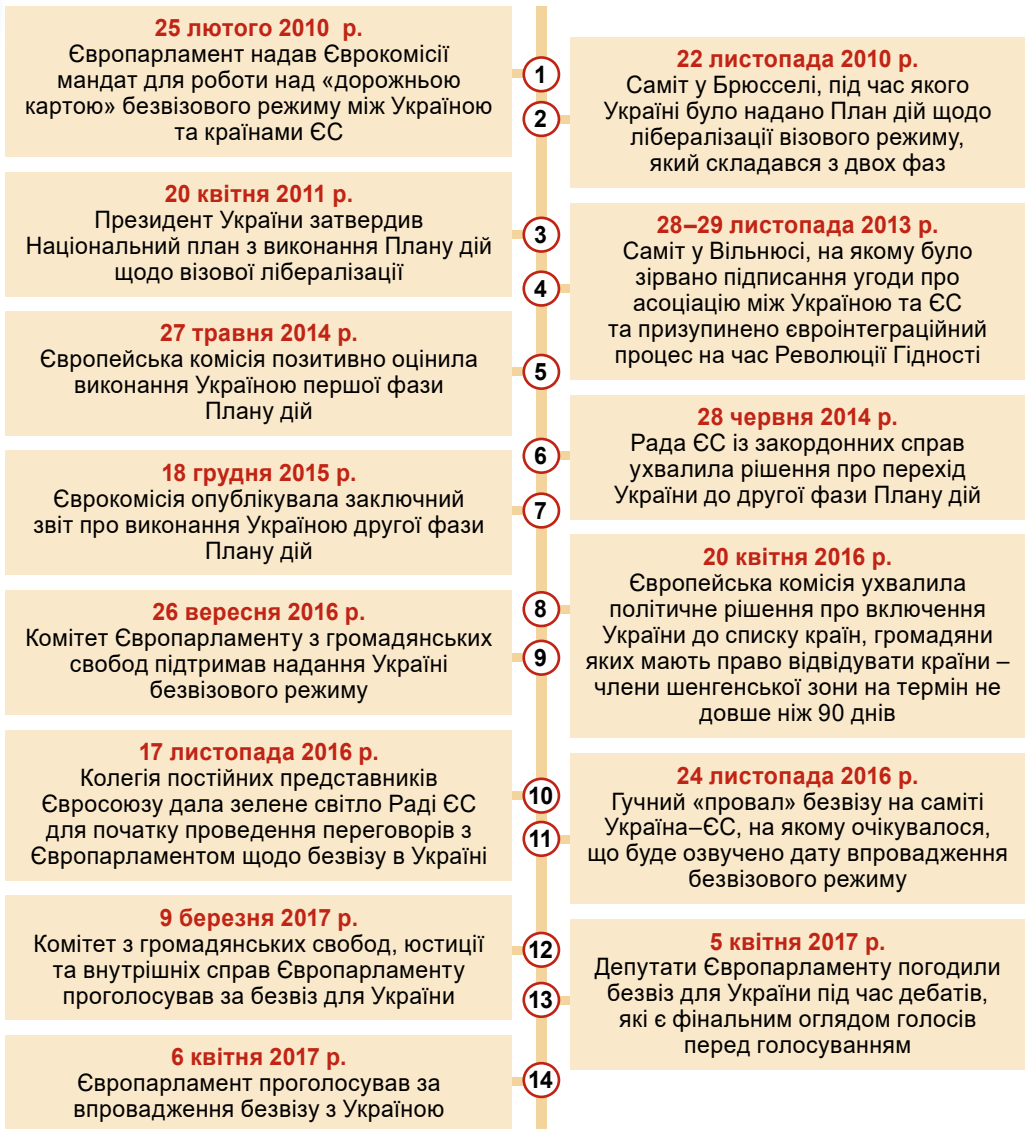 25 лютого 2010 р.
Європарламент надав Єврокомісії
мандат для роботи над «дорожньою
картою» безвізового режиму між Україною
та країнами ЄС
1
2
22 листопада 2010 р.
Саміт у Брюсселі, під час якого
Україні було надано План дій щодо
лібералізації візового режиму,
який складався з двох фаз
20 квітня 2011 р.
Президент України затвердив
Національний план з виконання Плану дій
щодо візової лібералізації
3
4
28–29 листопада 2013 р.
Саміт у Вільнюсі, на якому було
зірвано підписання угоди про
асоціацію між Україною та ЄС
та призупинено євроінтеграційний
процес на час Революції Гідності
27 травня 2014 р.
Європейська комісія позитивно оцінила
виконання Україною першої фази
Плану дій
5
6
28 червня 2014 р.
Рада ЄС із закордонних справ
ухвалила рішення про перехід
України до другої фази Плану дій
18 грудня 2015 р.
Єврокомісія опублікувала заключний
звіт про виконання Україною другої фази
Плану дій
7
8
20 квітня 2016 р.
Європейська комісія ухвалила
політичне рішення про включення
України до списку країн, громадяни
яких мають право відвідувати країни –
члени шенгенської зони на термін не
довше ніж 90 днів
26 вересня 2016 р.
Комітет Європарламенту з громадянських
свобод підтримав надання Україні
безвізового режиму
9
17 листопада 2016 р.
Колегія постійних представників
Євросоюзу дала зелене світло Раді ЄС
для початку проведення переговорів з
Європарламентом щодо безвізу в Україні
10
11
24 листопада 2016 р.
Гучний «провал» безвізу на саміті
Україна–ЄС, на якому очікувалося,
що буде озвучено дату впровадження
безвізового режиму
9 березня 2017 р.
Комітет з громадянських свобод, юстиції
та внутрішніх справ Європарламенту
проголосував за безвіз для України
12
13
5 квітня 2017 р.
Депутати Європарламенту погодили
безвіз для України під час дебатів,
які є фінальним оглядом голосів
перед голосуванням
6 квітня 2017 р.
Європарламент проголосував за
впровадження безвізу з Україною
14